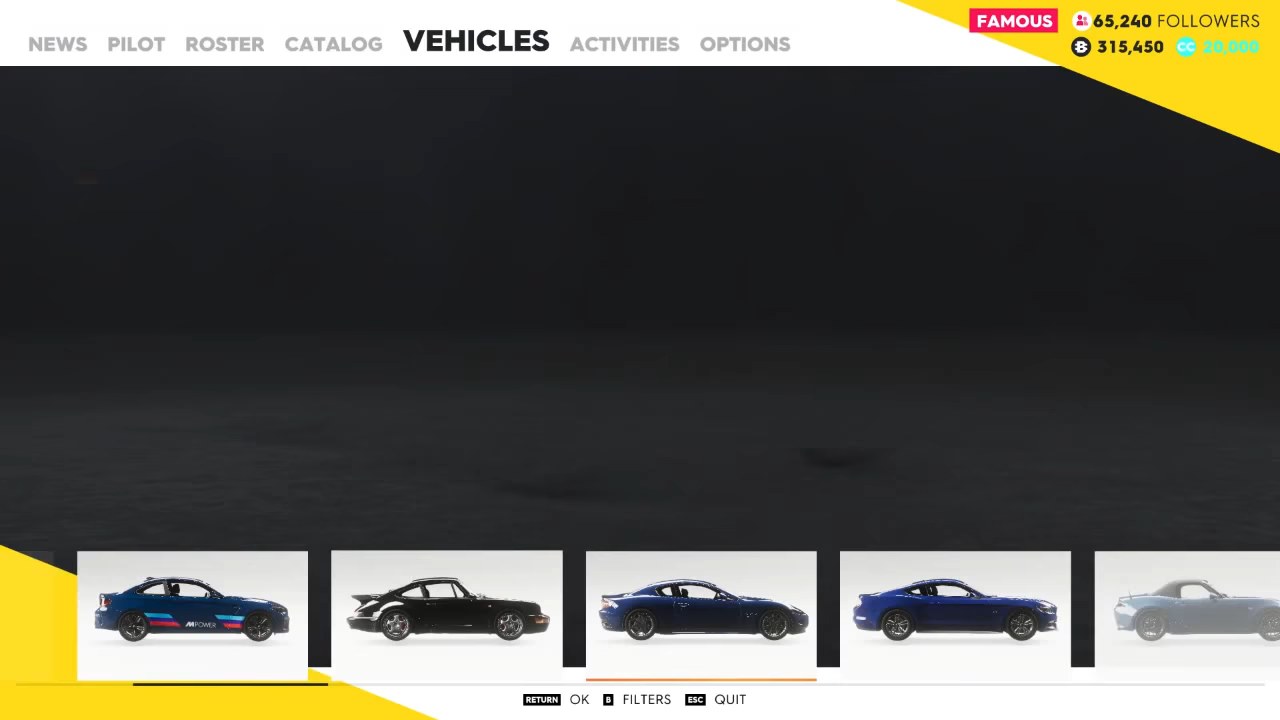 NEWS PILOT ROSTER CATALOG VEHICLES ACTIVITIES OPTIONS
FAMOUS 65,240 FOLLOWERS
B 315,450 CC 20,000
M POWER
RETURN OK B FILTERS ESC QUIT